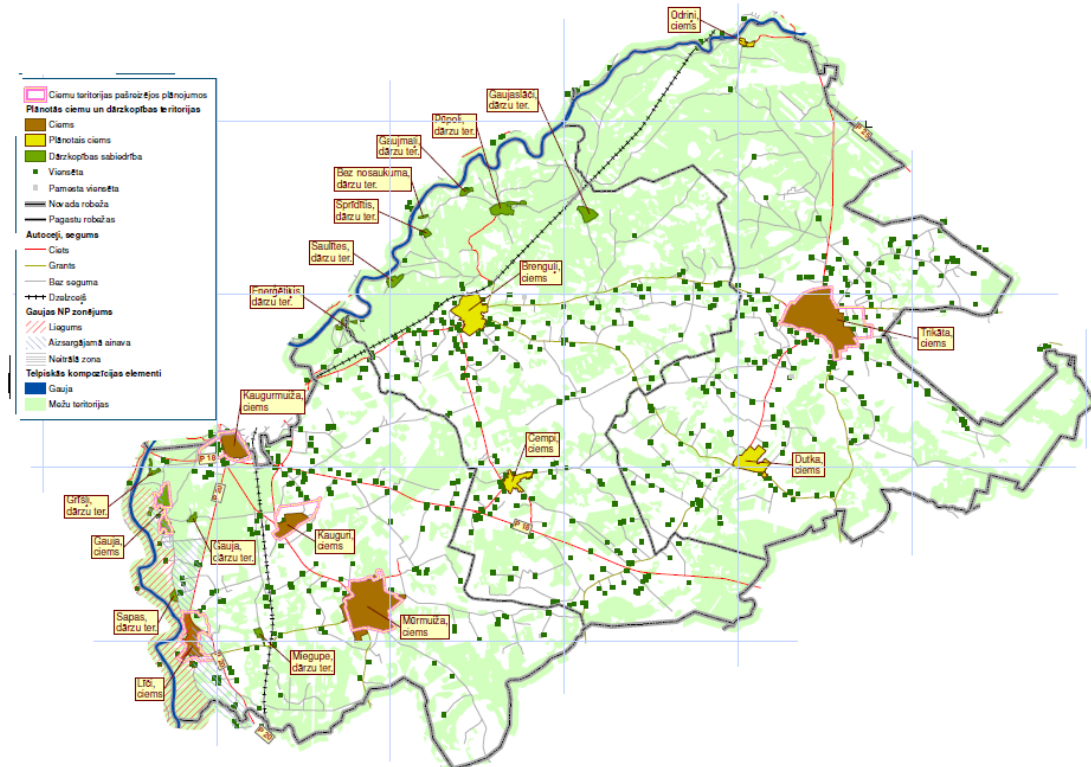 Ciemu teritorijas pašreizējos plānojumos
Plānotās ciemu un dārzkopības teritorijas
Ciems
Plānotais ciems
Dārzkopības sabiedrība
Viensēta
Pamesta viensēta
Novada robeža
Pagastu robežas
Autoceļi, segums
Ciets
Grants
Bez seguma
Dzelzceļš
Gaujas NP zonējums
Liegums
Aizsargājamā ainava
Neitrālā zona
Telpiskās kompozīcijas elementi
Gauja
Mežu teritorijas
Odriņi,
ciems
Gaujaslāči,
dārzu ter.
Pūpoli,
dārzu ter.
Gaujmaļi,
dārzu ter.
Bez nosaukuma,
dārzu ter.
Sprīdītis,
dārzu ter.
Saulītes,
dārzu ter.
Enerģētiķis,
dārzu ter.
Brenguļi,
ciems
P 25
Trikāta,
ciems
Kaugurmuiža,
ciems
P 18
Cempi,
ciems
Dutka,
ciems
Grīšļi,
dārzu ter.
Gauja,
ciems
Gauja,
dārzu ter.
Kauguri,
ciems
P 18
Sapas,
dārzu ter.
Mūrmuiža,
ciems
Miegupe,
dārzu ter.
Līči,
ciems
P 20
P 20